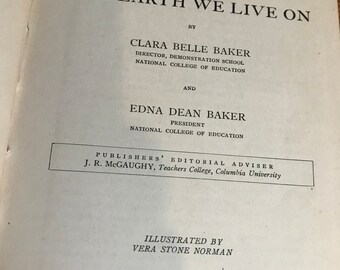 EARTH WE LIVE ON
BY
CLARA BELLE BAKER
DIRECTOR, DEMONSTRATION SCHOOL
NATIONAL COLLEGE OF EDUCATION
AND
EDNA DEAN BAKER
PRESIDENT
NATIONAL COLLEGE OF EDUCATION
PUBLISHERS' EDITORIAL ADVISER
J. R. McGAUGHY, Teachers College, Columbia University
ILLUSTRATED BY
VERA STONE NORMAN